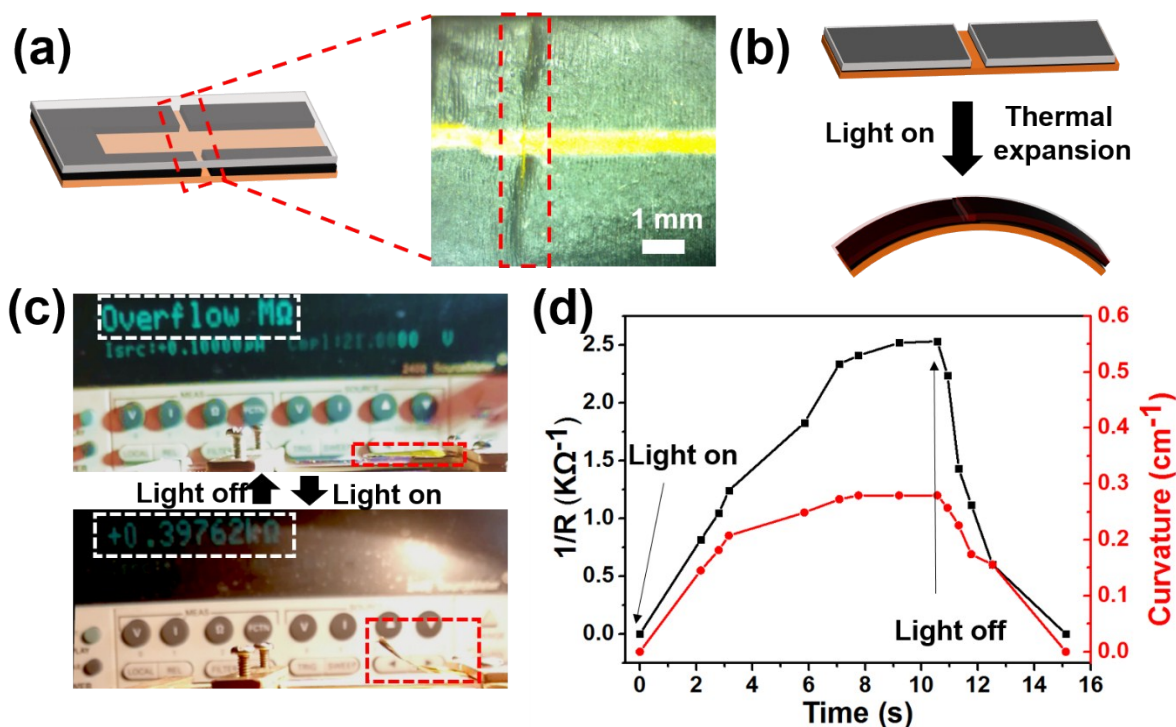 (a)
1 mm
(b)
Light on
Thermal
expansion
(c)
Overflow MΩ
V
I
Ω
FCTN
V
I
Light off
Light on
+0.39762kΩ
MEAS
V
I
Ω
FCTN
V
I
LOCAL
REL
FILTER
TRIG
SWEEP
(d)
1/R (KΩ⁻¹)
2.5
2.0
1.5
1.0
0.5
0.0
Light on
Light off
0.6
0.5
0.4
0.3
0.2
0.1
0.0
Curvature (cm⁻¹)
0 2 4 6 8 10 12 14 16
Time (s)